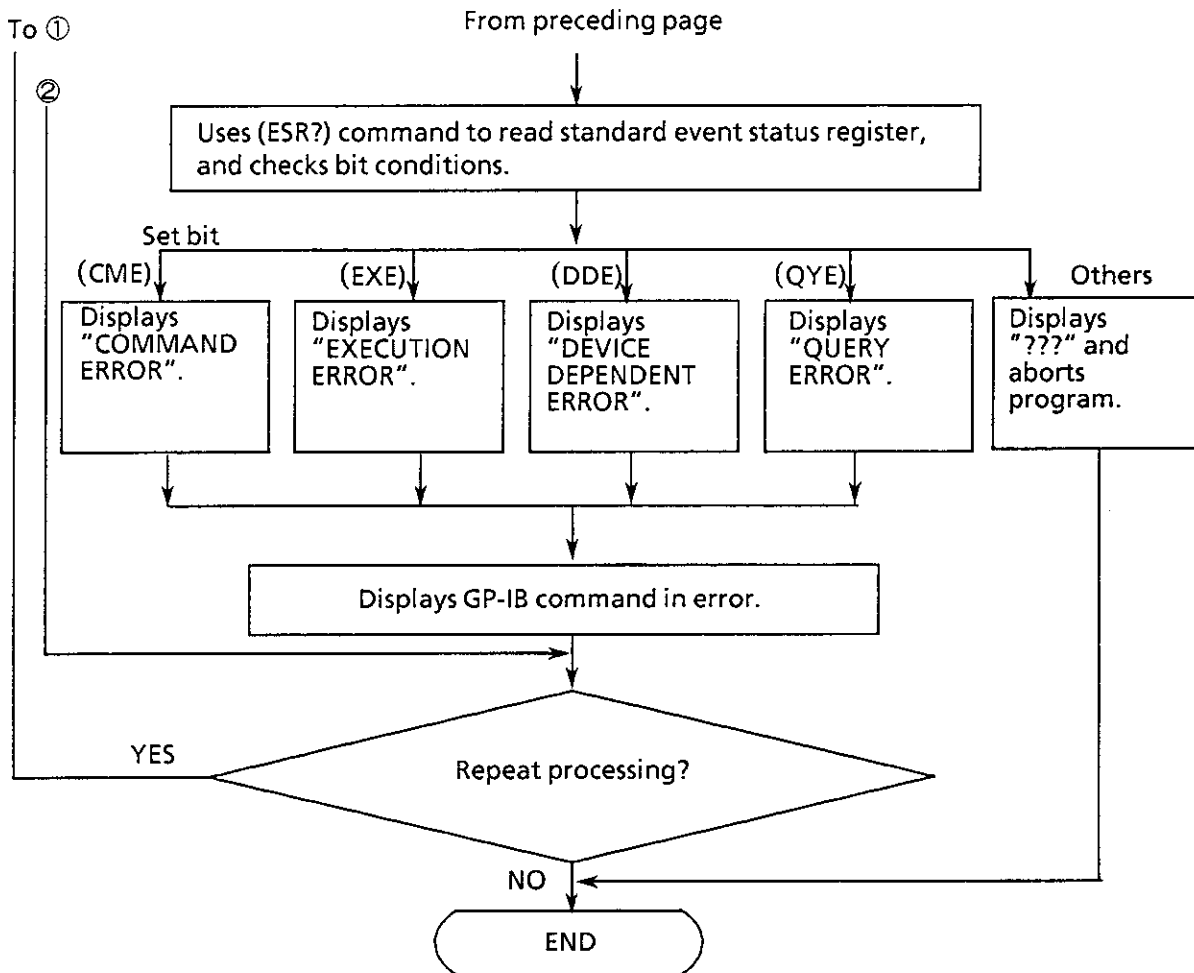 To ①
From preceding page
②
Uses (ESR?) command to read standard event status register,
and checks bit conditions.
Set bit
(CME)
(EXE)
(DDE)
(QYE)
Others
Displays
"COMMAND
ERROR".
Displays
"EXECUTION
ERROR".
Displays
"DEVICE
DEPENDENT
ERROR".
Displays
"QUERY
ERROR".
Displays
"???" and
aborts
program.
Displays GP-IB command in error.
YES
Repeat processing?
NO
END